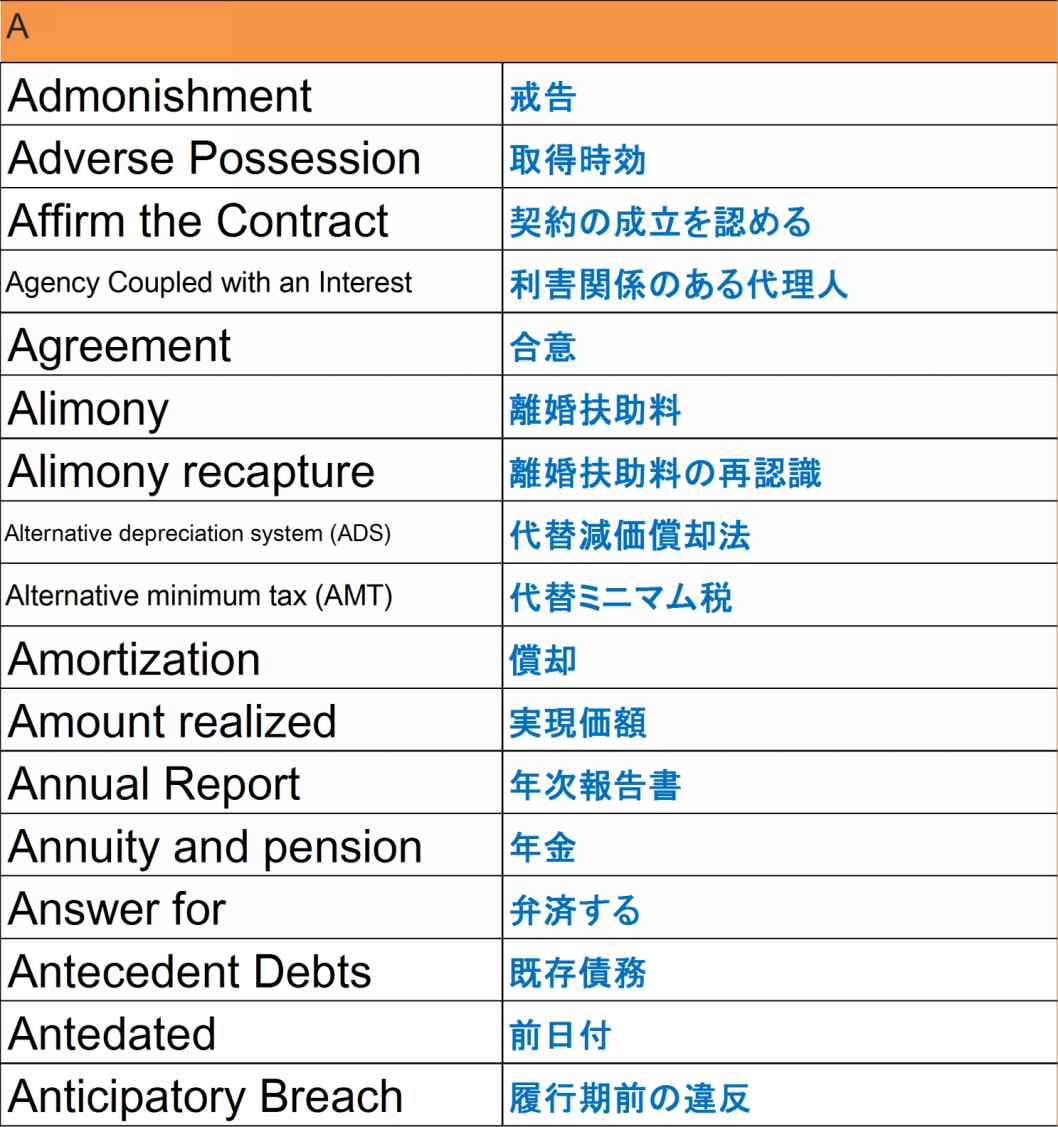 A
Admonishment 戒告
Adverse Possession 取得時効
Affirm the Contract 契約の成立を認める
Agency Coupled with an Interest 利害関係のある代理人
Agreement 合意
Alimony 離婚扶助料
Alimony recapture 離婚扶助料の再認識
Alternative depreciation system (ADS) 代替減価償却法
Alternative minimum tax (AMT) 代替ミニマム税
Amortization 償却
Amount realized 実現価額
Annual Report 年次報告書
Annuity and pension 年金
Answer for 弁済する
Antecedent Debts 既存債務
Antedated 前日付
Anticipatory Breach 履行期前の違反